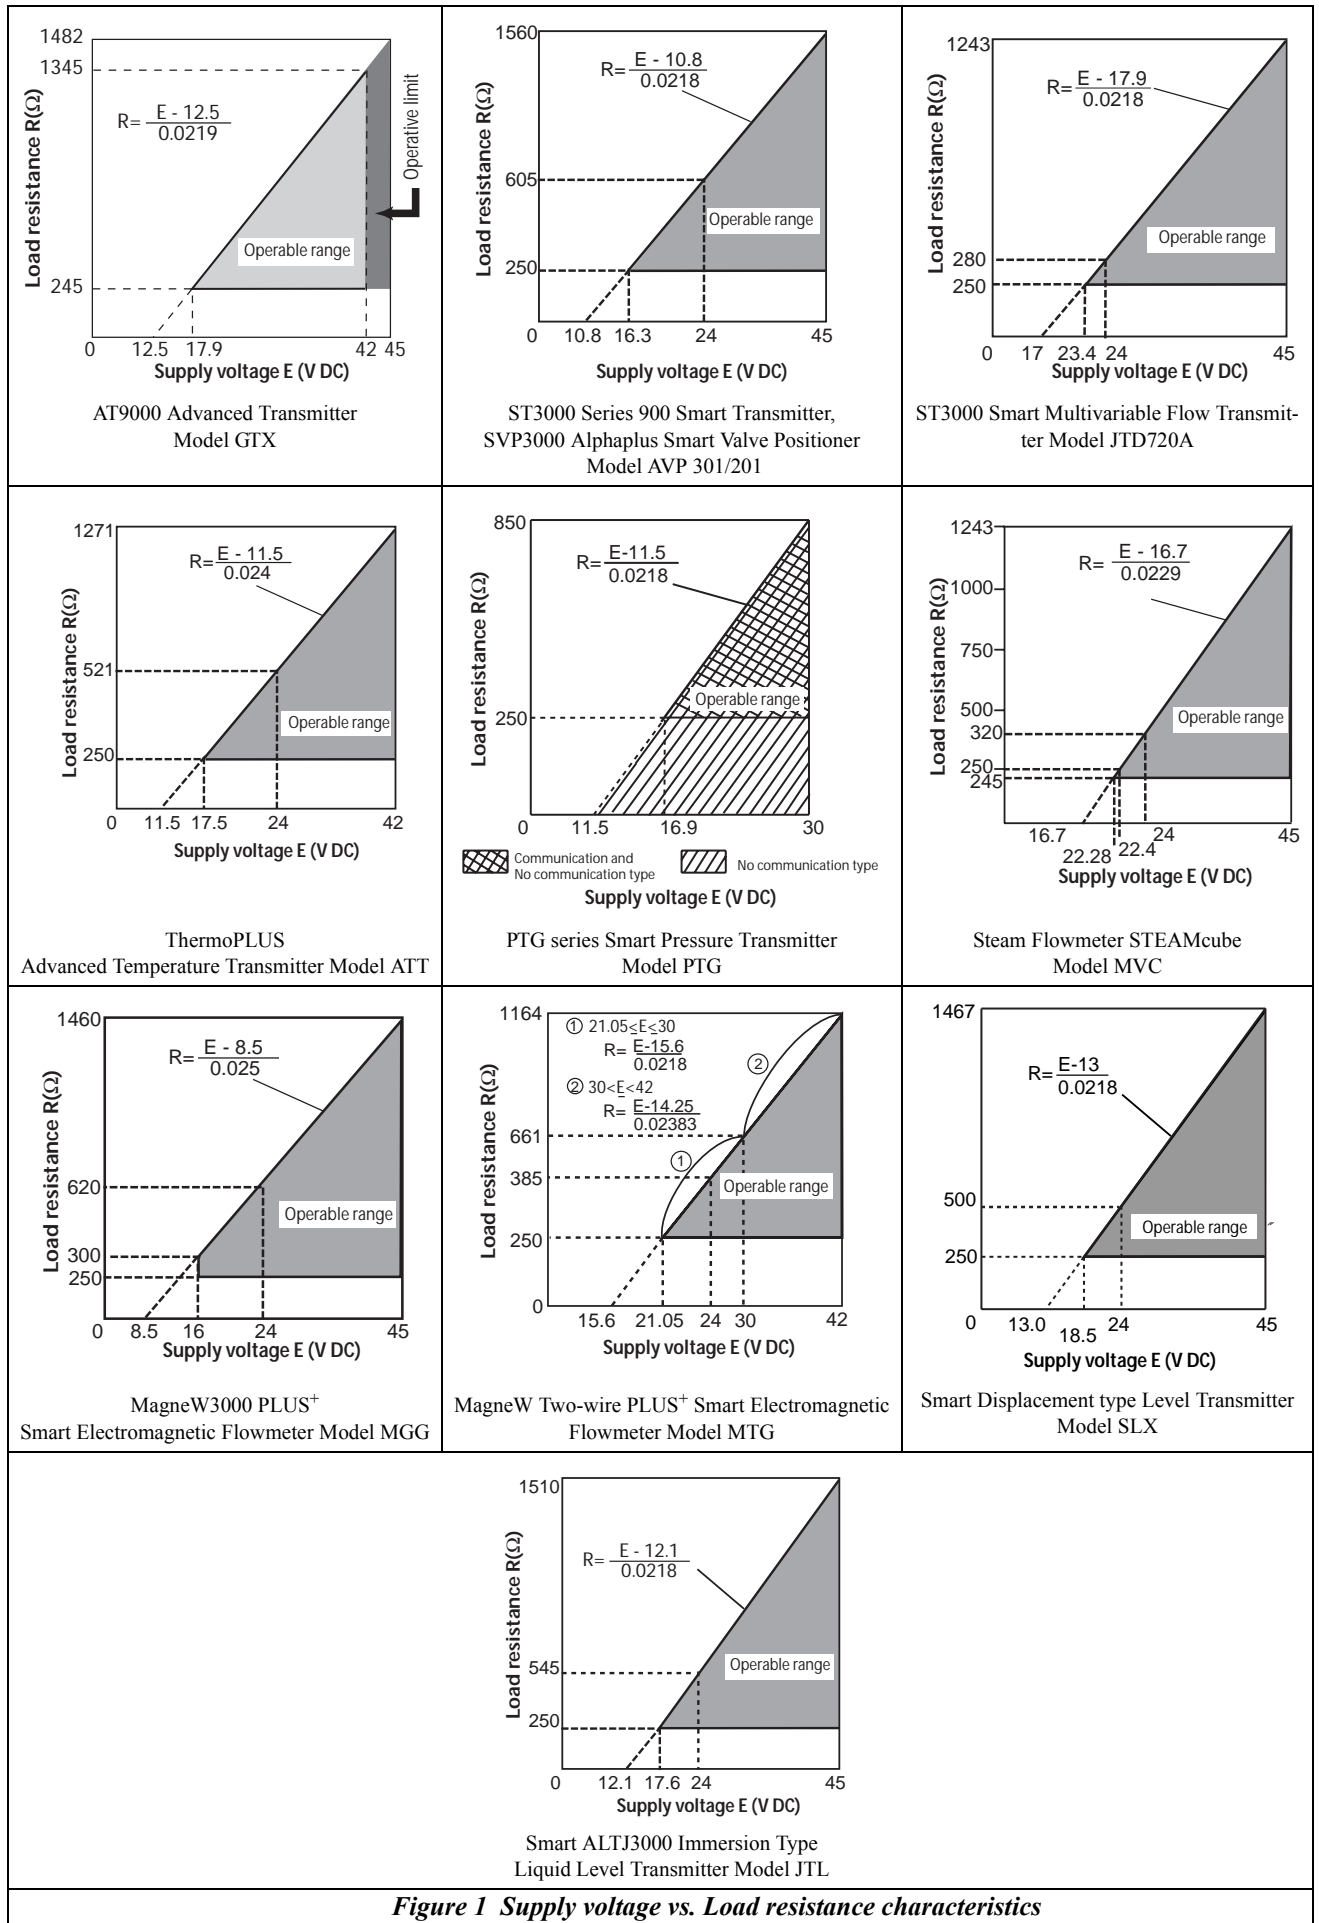 1482
1345
245
Load resistance R(Ω)
R= E - 12.5
0.0219
Operative limit
Operable range
0 12.5 17.9 42 45
Supply voltage E (V DC)
AT9000 Advanced Transmitter
Model GTX
1560
605
250
Load resistance R(Ω)
R= E - 10.8
0.0218
Operable range
0 10.8 16.3 24 45
Supply voltage E (V DC)
ST3000 Series 900 Smart Transmitter,
SVP3000 Alphaplus Smart Valve Positioner
Model AVP 301/201
1243
280
250
Load resistance R(Ω)
R= E - 17.9
0.0218
Operable range
0 17 23.4 24 45
Supply voltage E (V DC)
ST3000 Smart Multivariable Flow Transmit-
ter Model JTD720A
1271
521
250
Load resistance R(Ω)
R= E - 11.5
0.024
Operable range
0 11.5 17.5 24 42
Supply voltage E (V DC)
ThermoPLUS
Advanced Temperature Transmitter Model ATT
850
250
Load resistance R(Ω)
R= E-11.5
0.0218
Operable range
0 11.5 16.9 30
Communication and
No communication type
No communication type
Supply voltage E (V DC)
PTG series Smart Pressure Transmitter
Model PTG
1243
1000
750
500
320
250
245
Load resistance R(Ω)
R= E - 16.7
0.0229
Operable range
16.7 24 45
22.28 22.4
Supply voltage E (V DC)
Steam Flowmeter STEAMcube
Model MVC
1460
620
300
250
Load resistance R(Ω)
R= E - 8.5
0.025
Operable range
0 8.5 16 24 45
Supply voltage E (V DC)
MagneW3000 PLUS+
Smart Electromagnetic Flowmeter Model MGG
1164
661
385
250
0
Load resistance R(Ω)
① 21.05≤E≤30
R= E-15.6
0.0218
② 30<E≤42
R= E-14.25
0.02383
②
①
Operable range
15.6 21.05 24 30 42
Supply voltage E (V DC)
MagneW Two-wire PLUS+ Smart Electromagnetic
Flowmeter Model MTG
1467
500
250
Load resistance R(Ω)
R= E-13
0.0218
Operable range
0 13.0 18.5 24 45
Supply voltage E (V DC)
Smart Displacement type Level Transmitter
Model SLX
1510
545
250
Load resistance R(Ω)
R= E - 12.1
0.0218
Operable range
0 12.1 17.6 24 45
Supply voltage E (V DC)
Smart ALTJ3000 Immersion Type
Liquid Level Transmitter Model JTL
Figure 1 Supply voltage vs. Load resistance characteristics